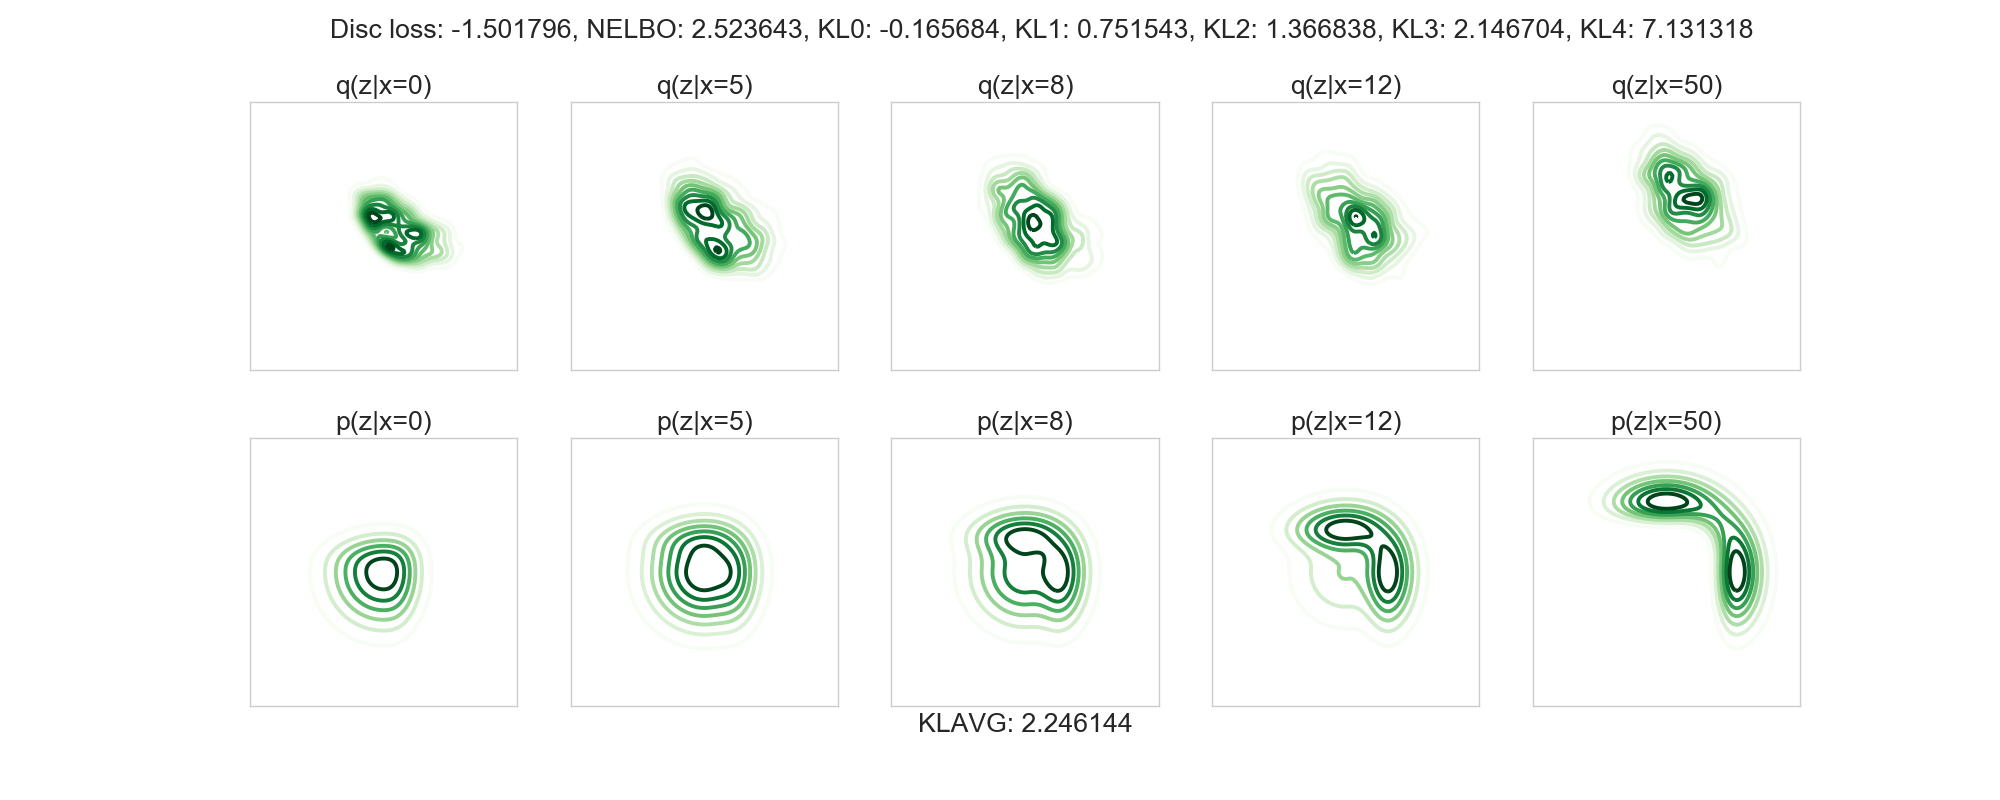 Disc loss: -1.501796, NELBO: 2.523643, KL0: -0.165684, KL1: 0.751543, KL2: 1.366838, KL3: 2.146704, KL4: 7.131318
q(z|x=0) q(z|x=5) q(z|x=8) q(z|x=12) q(z|x=50)
p(z|x=0) p(z|x=5) p(z|x=8) p(z|x=12) p(z|x=50)
KLAVG: 2.246144